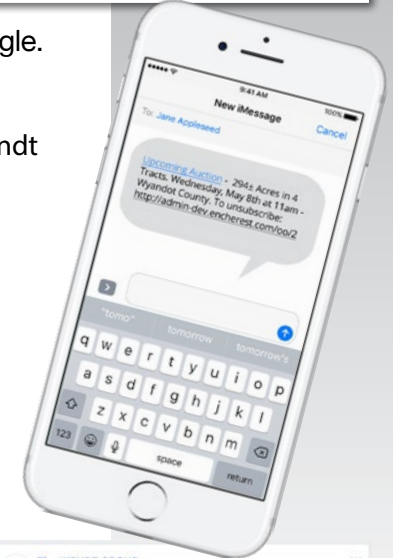 gle.
ndt
9:41 AM
100%
New iMessage
Cancel
To: Jane Appleseed
Upcoming Auction - 294± Acres in 4
Tracts. Wednesday, May 8th at 11am -
Wyandot County. To unsubscribe:
http://admin-dev.encherest.com/oo/2
"tomo"
tomorrow
tomorrow's
q w e r t y u i o p
a s d f g h j k l
z x c v b n m
123
space
return